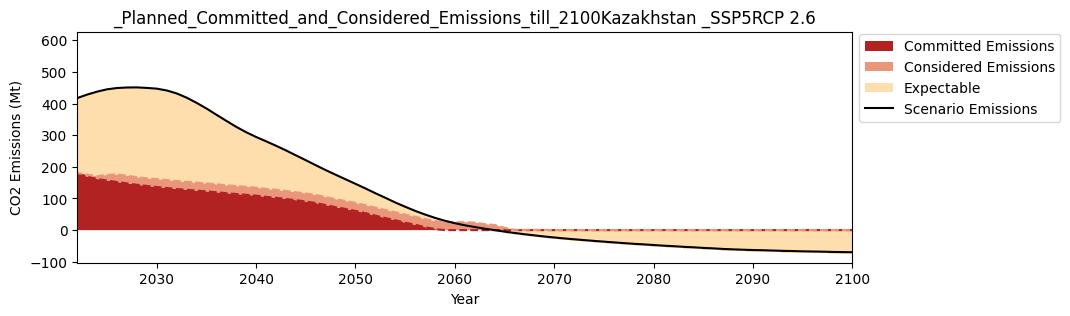 _Planned_Committed_and_Considered_Emissions_till_2100Kazakhstan _SSP5RCP 2.6
600
500
400
300
200
100
0
−100
CO2 Emissions (Mt)
2030 2040 2050 2060 2070 2080 2090 2100
Year
Committed Emissions
Considered Emissions
Expectable
Scenario Emissions